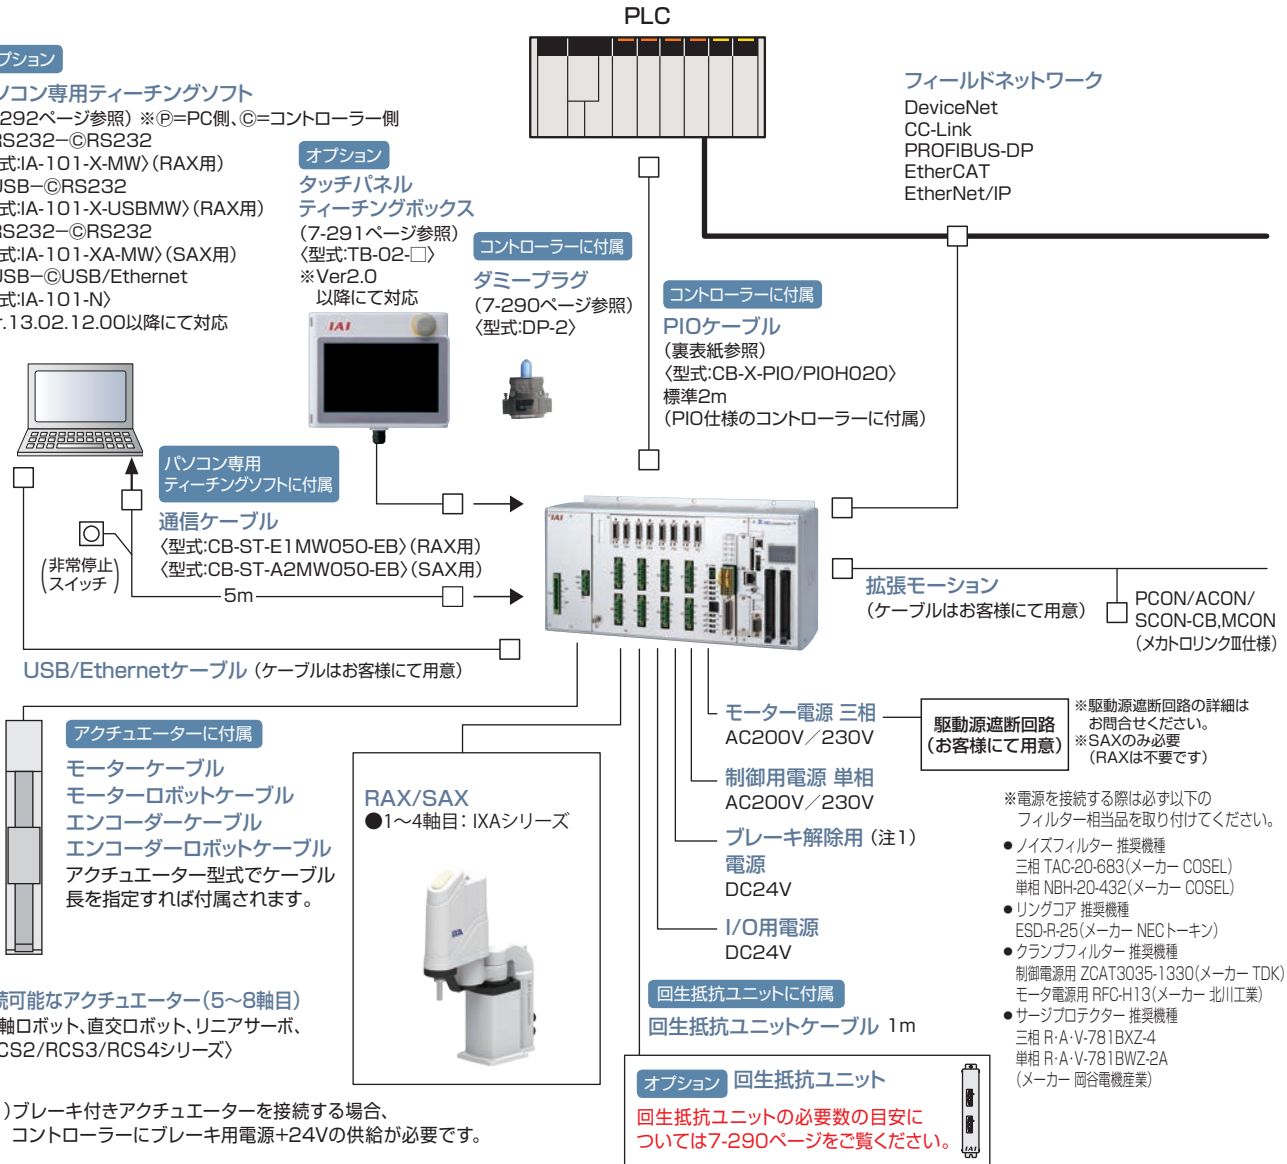 PLC
プション
ソコン専用ティーチングソフト
292ページ参照）※Ⓟ=PC側、Ⓒ=コントローラー側
RS232－ⒸRS232
式:IA-101-X-MW〉（RAX用）
USB－ⒸRS232
式:IA-101-X-USBMW〉（RAX用）
RS232－ⒸRS232
式:IA-101-XA-MW〉（SAX用）
USB－ⒸUSB/Ethernet
式:IA-101-N〉
.13.02.12.00以降にて対応
オプション
タッチパネル
ティーチングボックス
（7-291ページ参照）
〈型式:TB-02-□〉
※Ver2.0
以降にて対応
IAI
コントローラーに付属
ダミープラグ
（7-290ページ参照）
〈型式:DP-2〉
フィールドネットワーク
DeviceNet
CC-Link
PROFIBUS-DP
EtherCAT
EtherNet/IP
コントローラーに付属
PIOケーブル
（裏表紙参照）
〈型式:CB-X-PIO/PIOH020〉
標準2m
（PIO仕様のコントローラーに付属）
パソコン専用
ティーチングソフトに付属
通信ケーブル
〈型式:CB-ST-E1MW050-EB〉（RAX用）
〈型式:CB-ST-A2MW050-EB〉（SAX用）
（非常停止
スイッチ）
5m
IAI
拡張モーション
（ケーブルはお客様にて用意）
PCON/ACON/
SCON-CB,MCON
（メカトロリンクⅢ仕様）
USB/Ethernetケーブル（ケーブルはお客様にて用意）
アクチュエーターに付属
モーターケーブル
モーターロボットケーブル
エンコーダーケーブル
エンコーダーロボットケーブル
アクチュエーター型式でケーブル
長を指定すれば付属されます。
RAX/SAX
●1～4軸目：IXAシリーズ
IXA
モーター電源 三相
AC200V／230V
駆動源遮断回路
（お客様にて用意）
※駆動源遮断回路の詳細は
お問合せください。
※SAXのみ必要
（RAXは不要です）
制御用電源 単相
AC200V／230V
ブレーキ解除用（注1）
電源
DC24V
I/O用電源
DC24V
※電源を接続する際は必ず以下の
フィルター相当品を取り付けてください。
●ノイズフィルター 推奨機種
三相 TAC-20-683（メーカー COSEL）
単相 NBH-20-432（メーカー COSEL）
●リングコア 推奨機種
ESD-R-25（メーカー NECトーキン）
●クランプフィルター 推奨機種
制御電源用 ZCAT3035-1330（メーカー TDK）
モータ電源用 RFC-H13（メーカー 北川工業）
●サージプロテクター 推奨機種
三相 R･A･V-781BXZ-4
単相 R･A･V-781BWZ-2A
（メーカー 岡谷電機産業）
続可能なアクチュエーター（5～8軸目）
軸ロボット、直交ロボット、リニアサーボ、
CS2/RCS3/RCS4シリーズ〉
回生抵抗ユニットに付属
回生抵抗ユニットケーブル 1m
オプション 回生抵抗ユニット
回生抵抗ユニットの必要数の目安に
ついては7-290ページをご覧ください。
IAI
）ブレーキ付きアクチュエーターを接続する場合、
コントローラーにブレーキ用電源+24Vの供給が必要です。